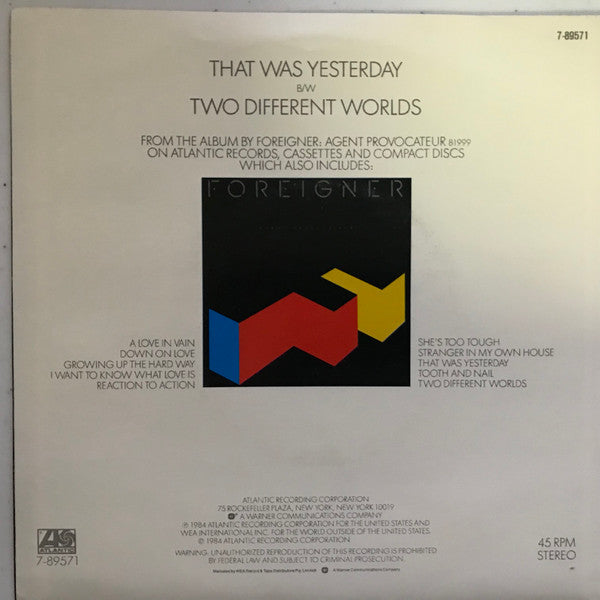 7-89571
THAT WAS YESTERDAY
B/W
TWO DIFFERENT WORLDS
FROM THE ALBUM BY FOREIGNER: AGENT PROVOCATEUR 81999
ON ATLANTIC RECORDS, CASSETTES AND COMPACT DISCS
WHICH ALSO INCLUDES:
FOREIGNER
A LOVE IN VAIN
DOWN ON LOVE
GROWING UP THE HARD WAY
I WANT TO KNOW WHAT LOVE IS
REACTION TO ACTION
SHE'S TOO TOUGH
STRANGER IN MY OWN HOUSE
THAT WAS YESTERDAY
TOOTH AND NAIL
TWO DIFFERENT WORLDS
ATLANTIC RECORDING CORPORATION
75 ROCKEFELLER PLAZA, NEW YORK, NEW YORK 10019
A WARNER COMMUNICATIONS COMPANY
℗ 1984 ATLANTIC RECORDING CORPORATION FOR THE UNITED STATES AND
WEA INTERNATIONAL INC. FOR THE WORLD OUTSIDE OF THE UNITED STATES.
© 1984 ATLANTIC RECORDING CORPORATION
WARNING: UNAUTHORIZED REPRODUCTION OF THIS RECORDING IS PROHIBITED
BY FEDERAL LAW AND SUBJECT TO CRIMINAL PROSECUTION.
A Warner Communications Company
ATLANTIC
7-89571
45 RPM
STEREO